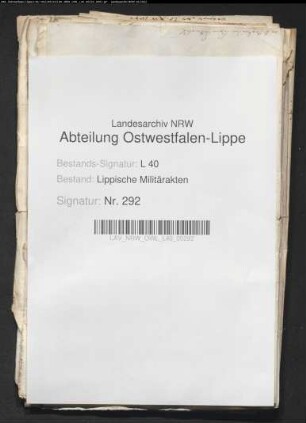 Landesarchiv NRW
Abteilung Ostwestfalen-Lippe
Bestands-Signatur: L 40
Bestand: Lippische Militärakten
Signatur: Nr. 292